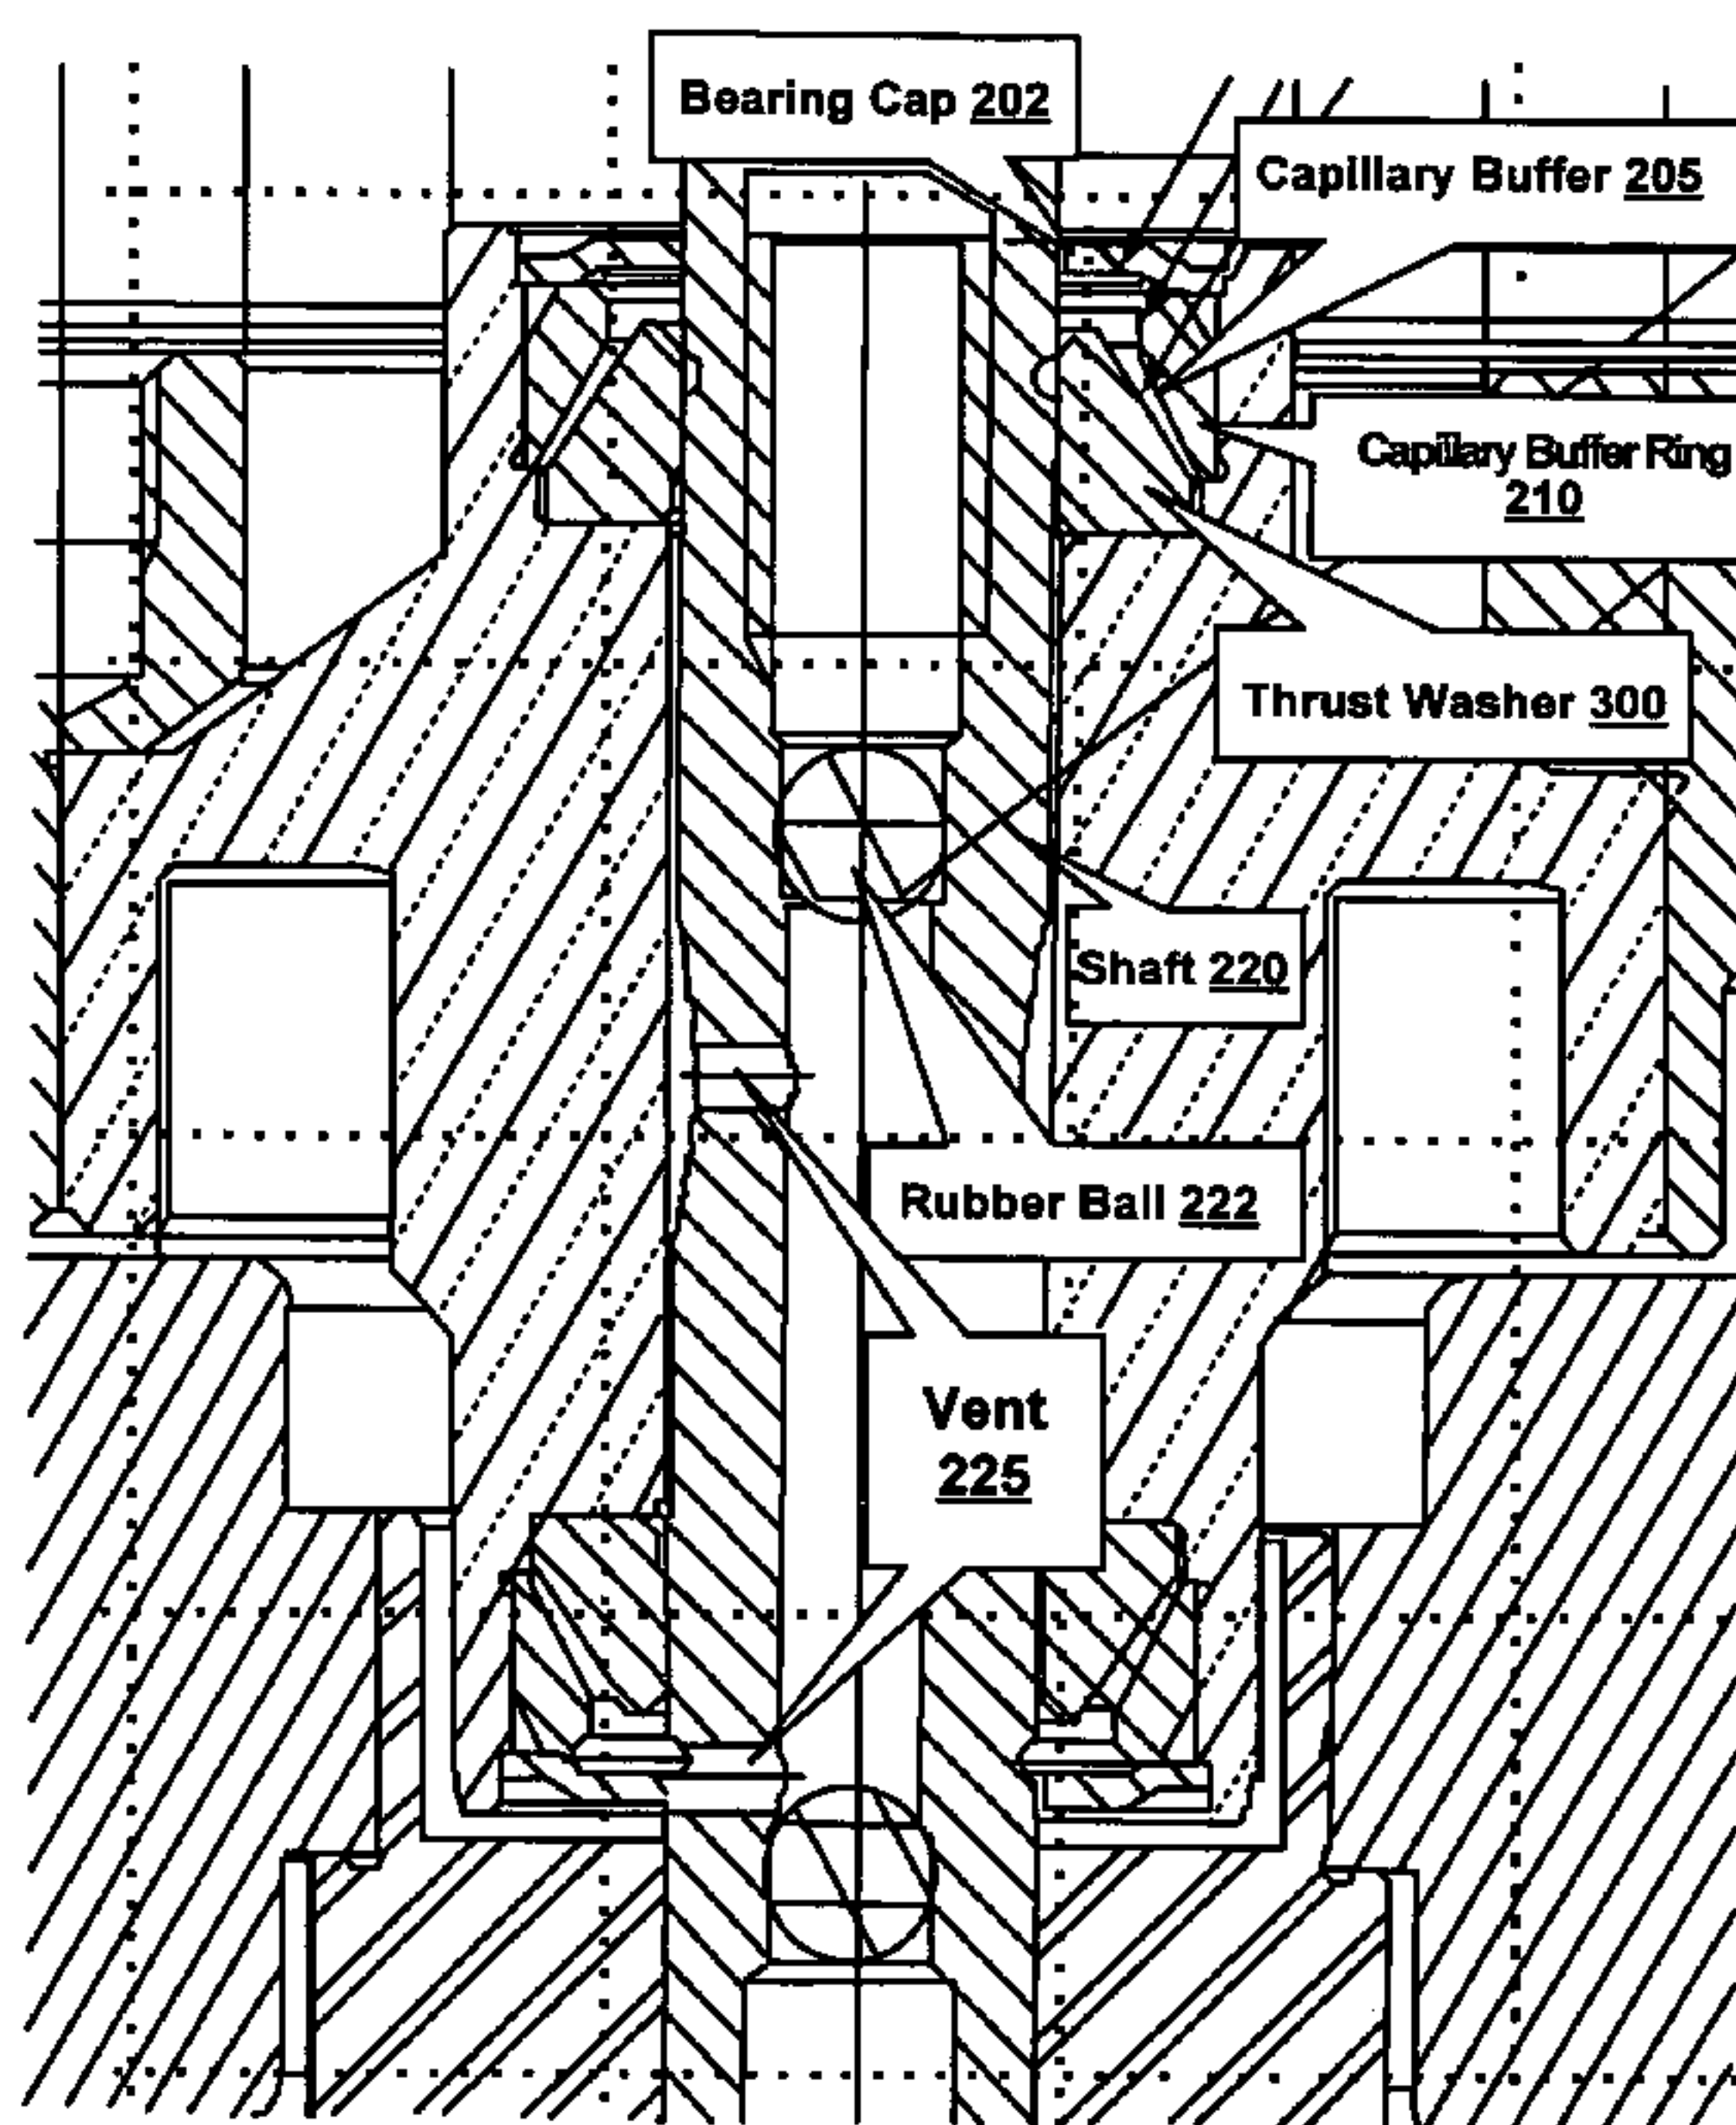 Bearing Cap 202
Capillary Buffer 205
Capillary Buffer Ring
210
Thrust Washer 300
Shaft 220
Rubber Ball 222
Vent
225